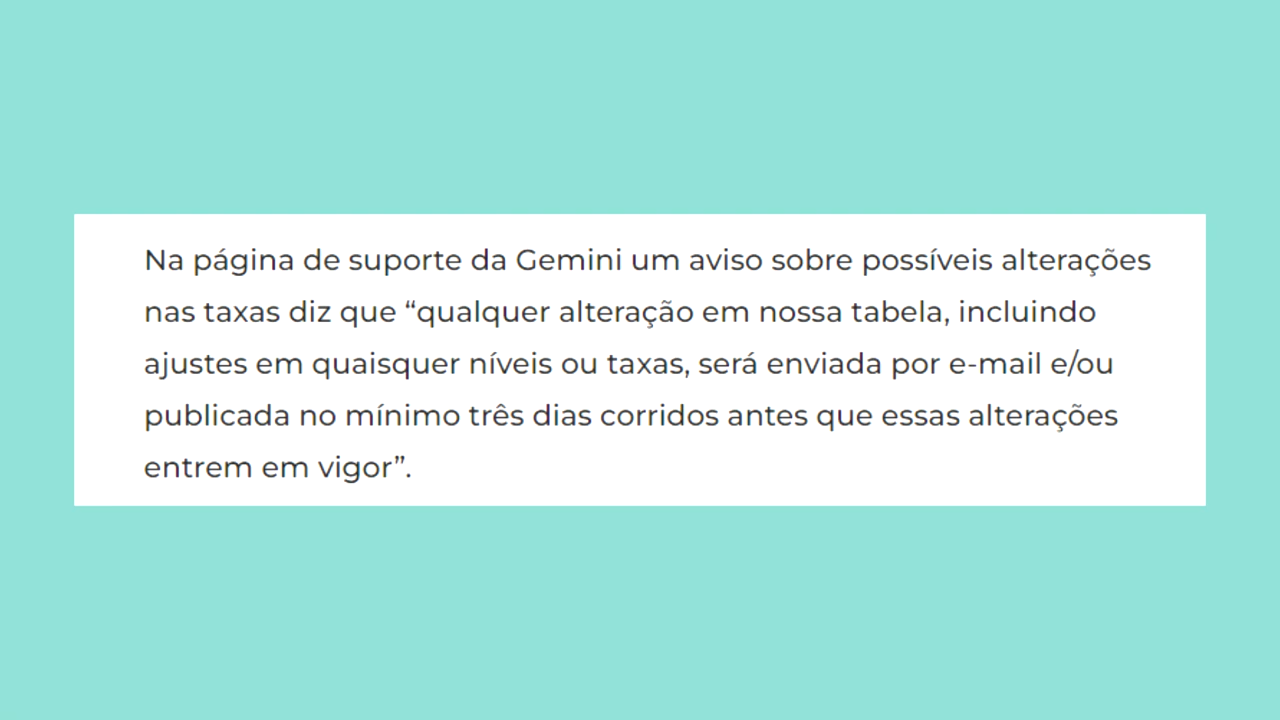 Na página de suporte da Gemini um aviso sobre possíveis alterações
nas taxas diz que “qualquer alteração em nossa tabela, incluindo
ajustes em quaisquer níveis ou taxas, será enviada por e-mail e/ou
publicada no mínimo três dias corridos antes que essas alterações
entrem em vigor”.